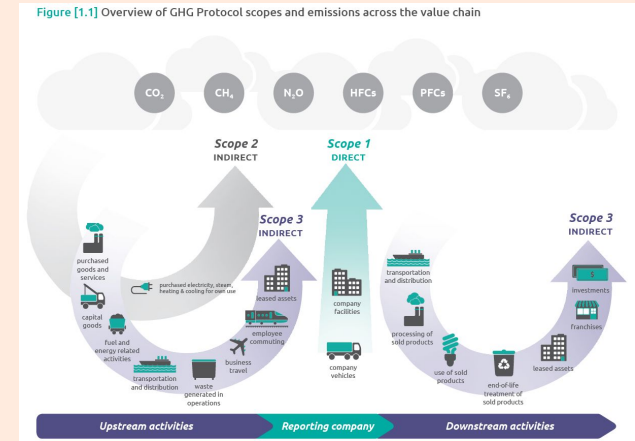 Figure [1.1] Overview of GHG Protocol scopes and emissions across the value chain
CO₂
CH₄
N₂O
HFCs
PFCs
SF₆
Scope 2
INDIRECT
Scope 1
DIRECT
Scope 3
INDIRECT
Scope 3
INDIRECT
purchased
goods and
services
capital
goods
fuel and
energy related
activities
transportation
and distribution
waste
generated in
operations
business
travel
employee
commuting
leased assets
purchased electricity, steam,
heating & cooling for own use
company
facilities
company
vehicles
transportation
and distribution
processing of
sold products
use of sold
products
end-of-life
treatment of
sold products
leased assets
franchises
$
investments
Upstream activities
Reporting company
Downstream activities